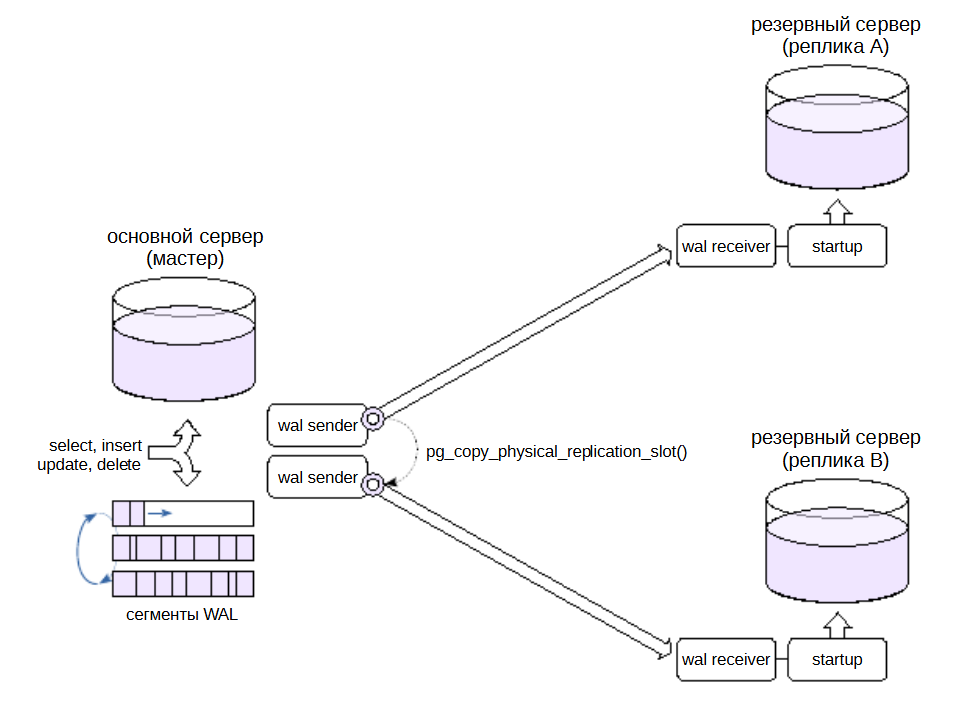 резервный сервер
(реплика A)
wal receiver
startup
основной сервер
(мастер)
select, insert
update, delete
wal sender
wal sender
pg_copy_physical_replication_slot()
сегменты WAL
резервный сервер
(реплика B)
wal receiver
startup